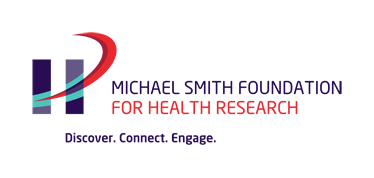 MICHAEL SMITH FOUNDATION
FOR HEALTH RESEARCH
Discover. Connect. Engage.